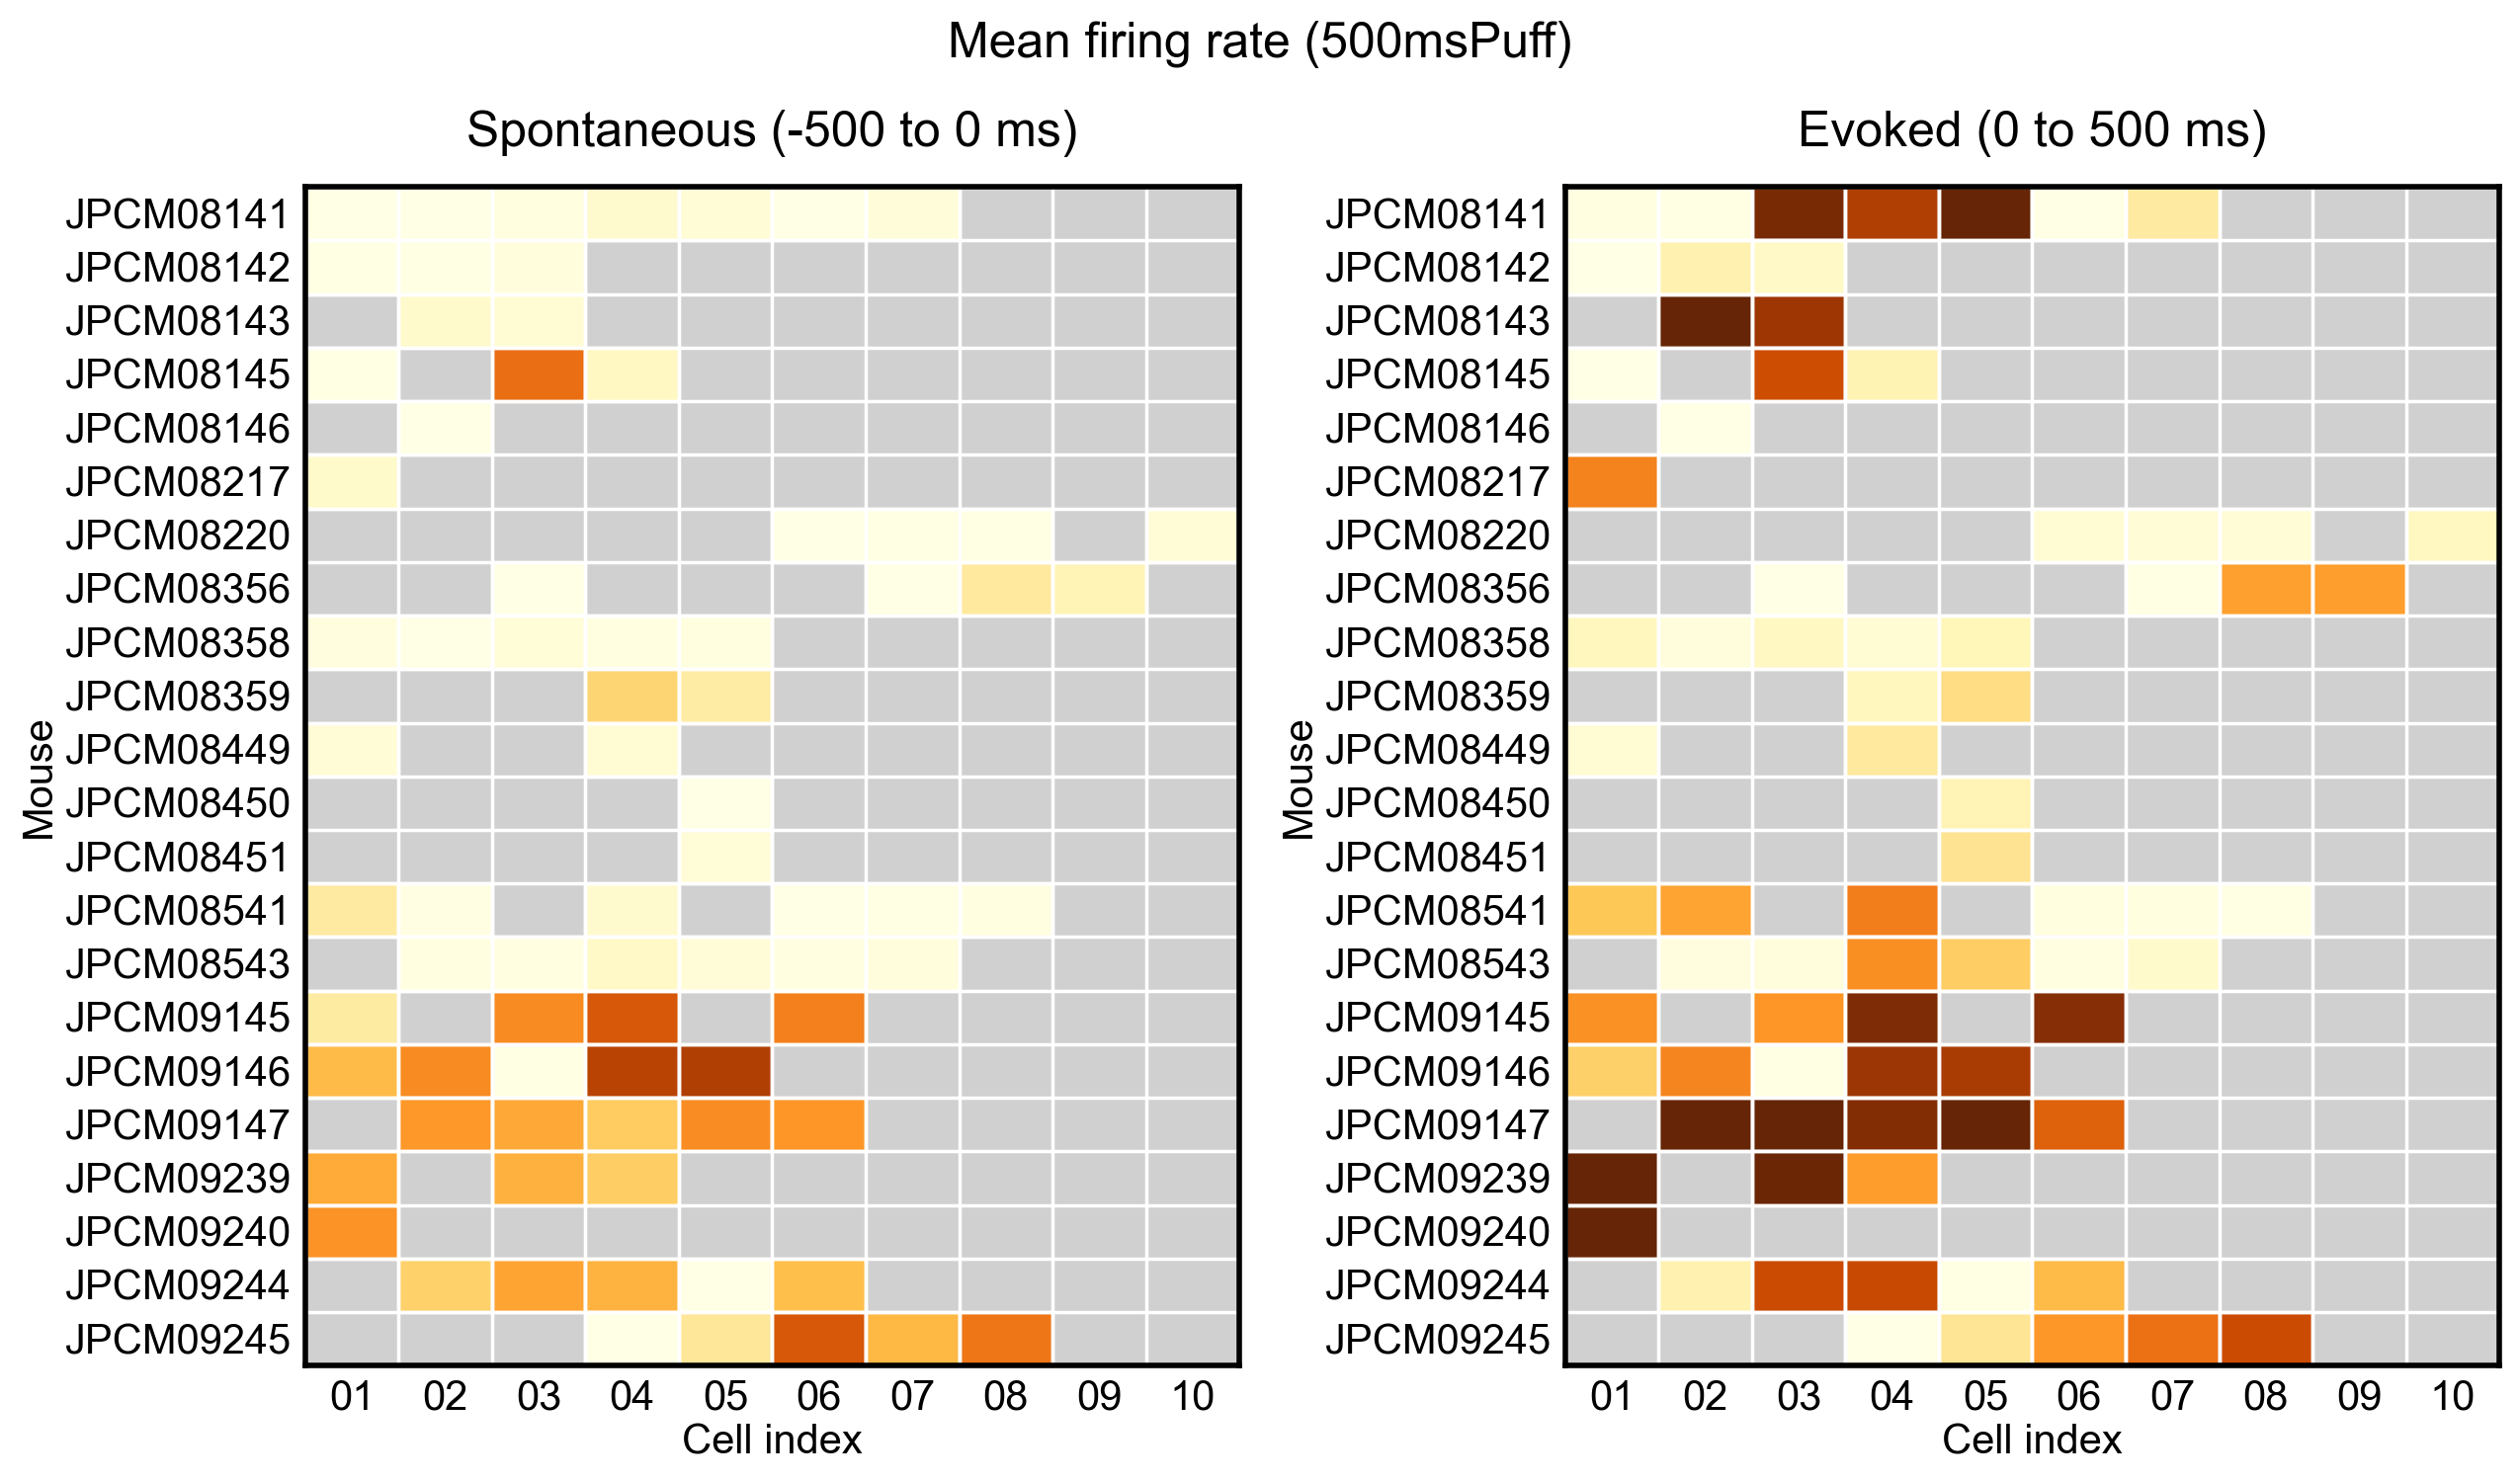 Mean firing rate (500msPuff)
Spontaneous (-500 to 0 ms)
Mouse
JPCM08141
JPCM08142
JPCM08143
JPCM08145
JPCM08146
JPCM08217
JPCM08220
JPCM08356
JPCM08358
JPCM08359
JPCM08449
JPCM08450
JPCM08451
JPCM08541
JPCM08543
JPCM09145
JPCM09146
JPCM09147
JPCM09239
JPCM09240
JPCM09244
JPCM09245
01 02 03 04 05 06 07 08 09 10
Cell index
Evoked (0 to 500 ms)
Mouse
JPCM08141
JPCM08142
JPCM08143
JPCM08145
JPCM08146
JPCM08217
JPCM08220
JPCM08356
JPCM08358
JPCM08359
JPCM08449
JPCM08450
JPCM08451
JPCM08541
JPCM08543
JPCM09145
JPCM09146
JPCM09147
JPCM09239
JPCM09240
JPCM09244
JPCM09245
01 02 03 04 05 06 07 08 09 10
Cell index